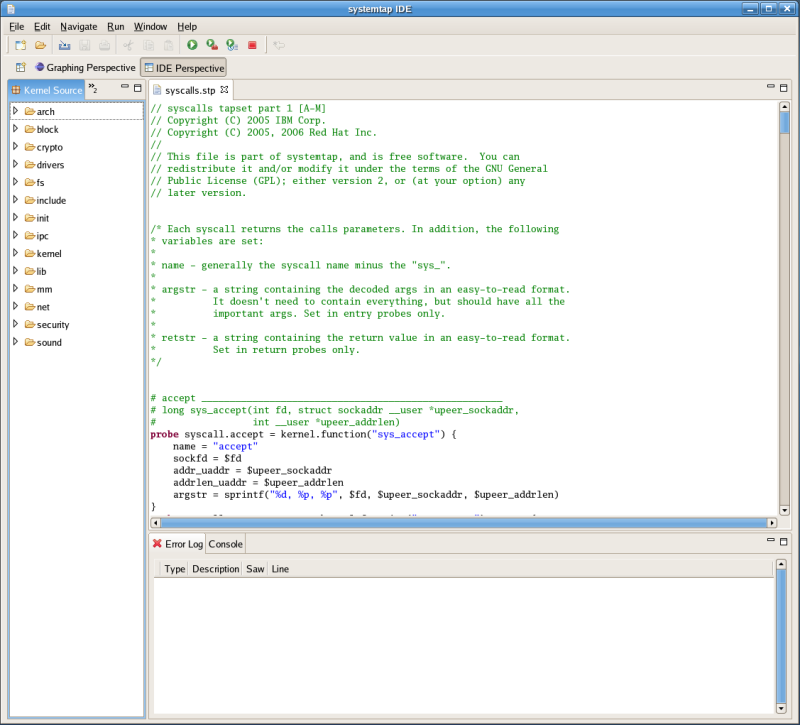 systemtap IDE
File Edit Navigate Run Window Help
Graphing Perspective IDE Perspective
Kernel Source
2
arch
block
crypto
drivers
fs
include
init
ipc
kernel
lib
mm
net
security
sound
syscalls.stp
// syscalls tapset part 1 [A-M]
// Copyright (C) 2005 IBM Corp.
// Copyright (C) 2005, 2006 Red Hat Inc.
//
// This file is part of systemtap, and is free software.  You can
// redistribute it and/or modify it under the terms of the GNU General
// Public License (GPL); either version 2, or (at your option) any
// later version.
/* Each syscall returns the calls parameters. In addition, the following
* variables are set:
*
* name - generally the syscall name minus the "sys_".
*
* argstr - a string containing the decoded args in an easy-to-read format.
*          It doesn't need to contain everything, but should have all the
*          important args. Set in entry probes only.
*
* retstr - a string containing the return value in an easy-to-read format.
*          Set in return probes only.
*/
# accept _____________________________________________________
# long sys_accept(int fd, struct sockaddr __user *upeer_sockaddr,
#                 int __user *upeer_addrlen)
probe syscall.accept = kernel.function("sys_accept") {
    name = "accept"
    sockfd = $fd
    addr_uaddr = $upeer_sockaddr
    addrlen_uaddr = $upeer_addrlen
    argstr = sprintf("%d, %p, %p", $fd, $upeer_sockaddr, $upeer_addrlen)
}
Error Log Console
Type Description Saw Line